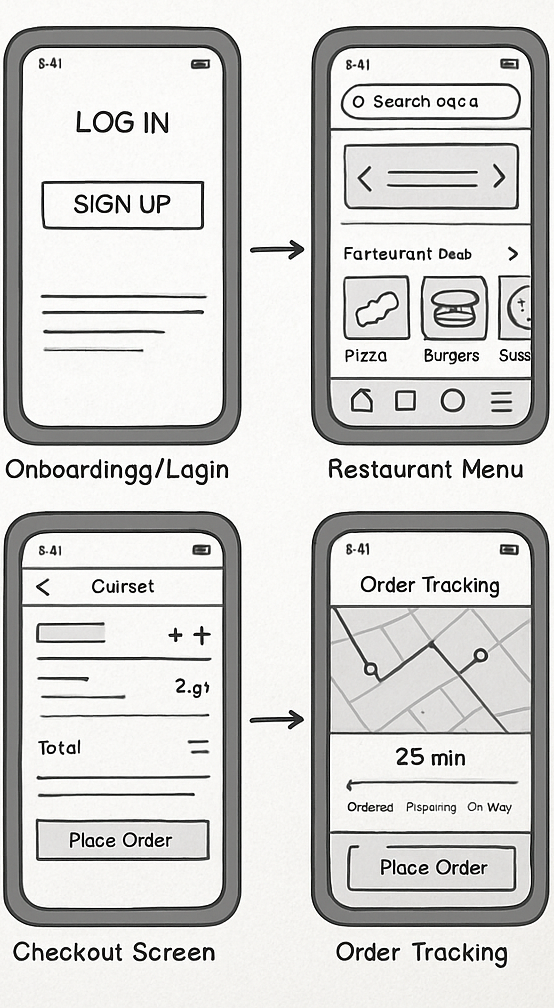 8-41
LOG IN
SIGN UP
Onboardingg/Lagin
8-41
Search oqca
Farteurant Deab
Pizza Burgers Suss
Restaurant Menu
8-41
Cuirset
+ +
Total
Place Order
Checkout Screen
8-41
Order Tracking
25 min
Ordered Pispairing On Way
Place Order
Order Tracking